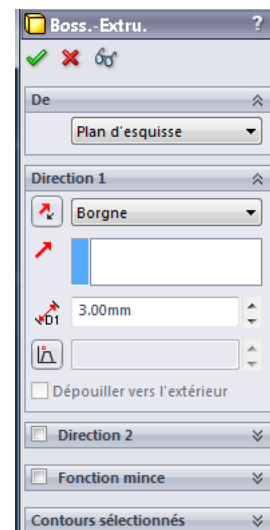 Boss.-Extru. ?
De
Plan d'esquisse
Direction 1
Borgne
D1 3.00mm
Dépouiller vers l'extérieur
Direction 2
Fonction mince
Contours sélectionnés